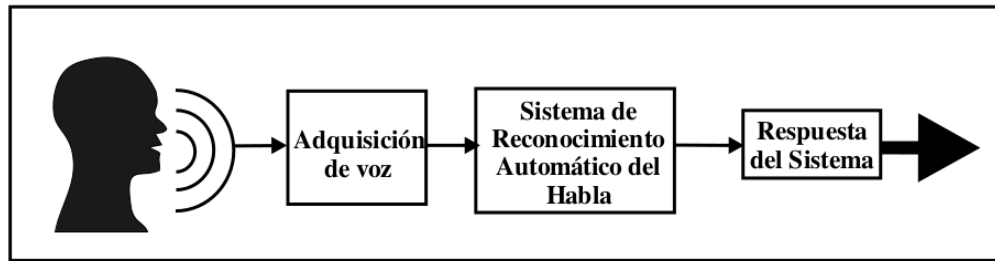 Adquisición
de voz
Sistema de
Reconocimiento
Automático del
Habla
Respuesta
del Sistema